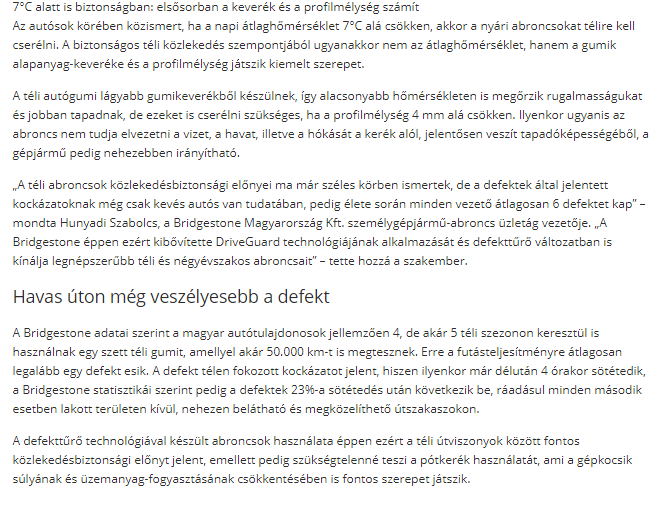 7°C alatt is biztonságban: elsősorban a keverék és a profilmélység számít
Az autósok körében közismert, ha a napi átlaghőmérséklet 7°C alá csökken, akkor a nyári abroncsokat télire kell
cserélni. A biztonságos téli közlekedés szempontjából ugyanakkor nem az átlaghőmérséklet, hanem a gumik
alapanyag-keveréke és a profilmélység játszik kiemelt szerepet.
A téli autógumi lágyabb gumikeverékből készülnek, így alacsonyabb hőmérsékleten is megőrzik rugalmasságukat
és jobban tapadnak, de ezeket is cserélni szükséges, ha a profilmélység 4 mm alá csökken. Ilyenkor ugyanis az
abroncs nem tudja elvezetni a vizet, a havat, illetve a hókását a kerék alól, jelentősen veszít tapadóképességéből, a
gépjármű pedig nehezebben irányítható.
„A téli abroncsok közlekedésbiztonsági előnyei ma már széles körben ismertek, de a defektek által jelentett
kockázatoknak még csak kevés autós van tudatában, pedig élete során minden vezető átlagosan 6 defektet kap” –
mondta Hunyadi Szabolcs, a Bridgestone Magyarország Kft. személygépjármű-abroncs üzletág vezetője. „A
Bridgestone éppen ezért kibővítette DriveGuard technológiájának alkalmazását és defekttűrő változatban is
kínálja legnépszerűbb téli és négyévszakos abroncsait” – tette hozzá a szakember.
Havas úton még veszélyesebb a defekt
A Bridgestone adatai szerint a magyar autótulajdonosok jellemzően 4, de akár 5 téli szezonon keresztül is
használnak egy szett téli gumit, amellyel akár 50.000 km-t is megtesznek. Erre a futásteljesítményre átlagosan
legalább egy defekt esik. A defekt télen fokozott kockázatot jelent, hiszen ilyenkor már délután 4 órakor sötétedik,
a Bridgestone statisztikái szerint pedig a defektek 23%-a sötétedés után következik be, ráadásul minden második
esetben lakott területen kívül, nehezen belátható és megközelíthető útszakaszokon.
A defekttűrő technológiával készült abroncsok használata éppen ezért a téli útviszonyok között fontos
közlekedésbiztonsági előnyt jelent, emellett pedig szükségtelenné teszi a pótkerék használatát, ami a gépkocsik
súlyának és üzemanyag-fogyasztásának csökkentésében is fontos szerepet játszik.